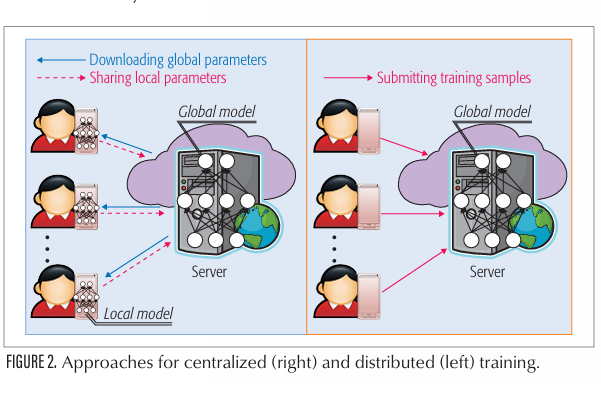 Downloading global parameters
Sharing local parameters
Global model
Server
Local model
Submitting training samples
Global model
Server
FIGURE 2. Approaches for centralized (right) and distributed (left) training.